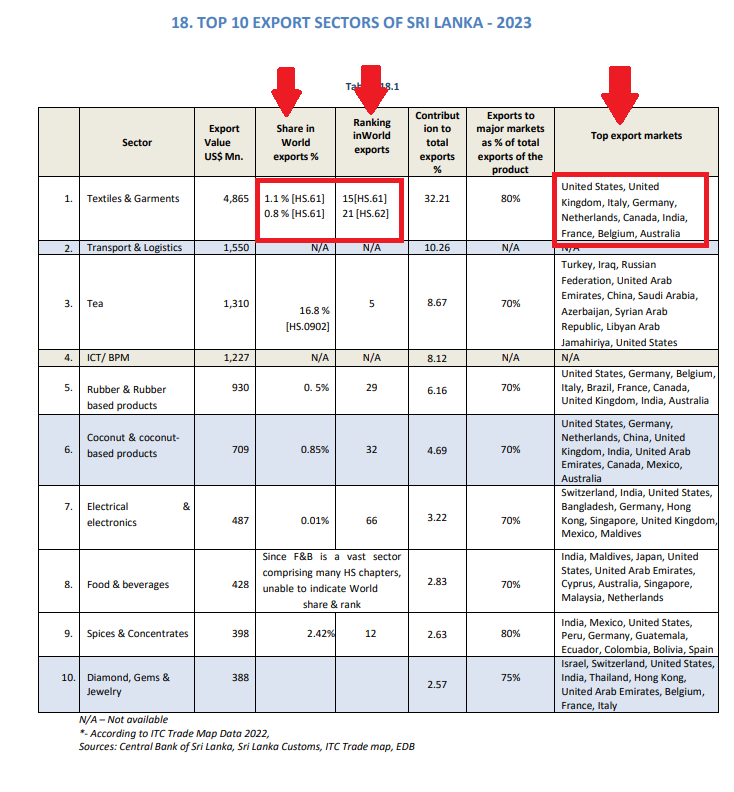 18. TOP 10 EXPORT SECTORS OF SRI LANKA - 2023
18.1
Sector
Export
Value
US$ Mn.
Share in
World
exports %
Ranking
inWorld
exports
Contribut
ion to
total
exports
%
Exports to
major markets
as % of total
exports of the
product
Top export markets
1. Textiles & Garments 4,865
1.1 % [HS.61] 15[HS.61]
0.8 % [HS.61] 21 [HS.62]
32.21 80%
United States, United
Kingdom, Italy, Germany,
Netherlands, Canada, India,
France, Belgium, Australia
2. Transport & Logistics 1,550 N/A N/A 10.26 N/A N/A
3. Tea 1,310
16.8 %
[HS.0902]
5 8.67 70%
Turkey, Iraq, Russian
Federation, United Arab
Emirates, China, Saudi Arabia,
Azerbaijan, Syrian Arab
Republic, Libyan Arab
Jamahiriya, United States
4. ICT/ BPM 1,227 N/A N/A 8.12 N/A N/A
5. Rubber & Rubber
based products
930 0. 5% 29 6.16 70%
United States, Germany, Belgium,
Italy, Brazil, France, Canada,
United Kingdom, India, Australia
6. Coconut & coconut-
based products
709 0.85% 32 4.69 70%
United States, Germany,
Netherlands, China, United
Kingdom, India, United Arab
Emirates, Canada, Mexico,
Australia
7. Electrical &
electronics
487 0.01% 66 3.22 70%
Switzerland, India, United States,
Bangladesh, Germany, Hong
Kong, Singapore, United Kingdom,
Mexico, Maldives
8. Food & beverages 428
Since F&B is a vast sector
comprising many HS chapters,
unable to indicate World
share & rank
2.83 70%
India, Maldives, Japan, United
States, United Arab Emirates,
Cyprus, Australia, Singapore,
Malaysia, Netherlands
9. Spices & Concentrates 398 2.42% 12 2.63 80%
India, Mexico, United States,
Peru, Germany, Guatemala,
Ecuador, Colombia, Bolivia, Spain
10. Diamond, Gems &
Jewelry
388 2.57 75%
Israel, Switzerland, United States,
India, Thailand, Hong Kong,
United Arab Emirates, Belgium,
France, Italy
N/A – Not available
*- According to ITC Trade Map Data 2022,
Sources: Central Bank of Sri Lanka, Sri Lanka Customs, ITC Trade map, EDB